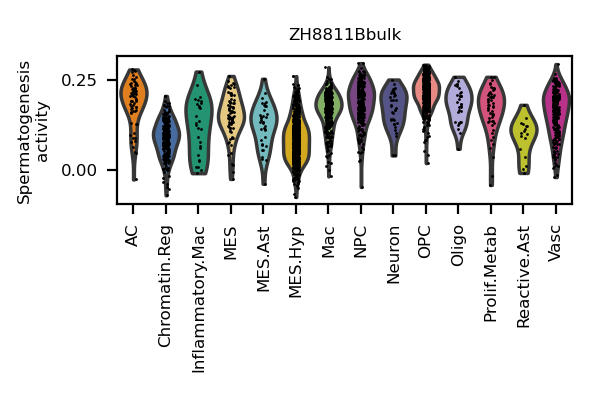 ZH8811Bbulk
Spermatogenesis
activity
0.25
0.00
AC
Chromatin.Reg
Inflammatory.Mac
MES
MES.Ast
MES.Hyp
Mac
NPC
Neuron
OPC
Oligo
Prolif.Metab
Reactive.Ast
Vasc